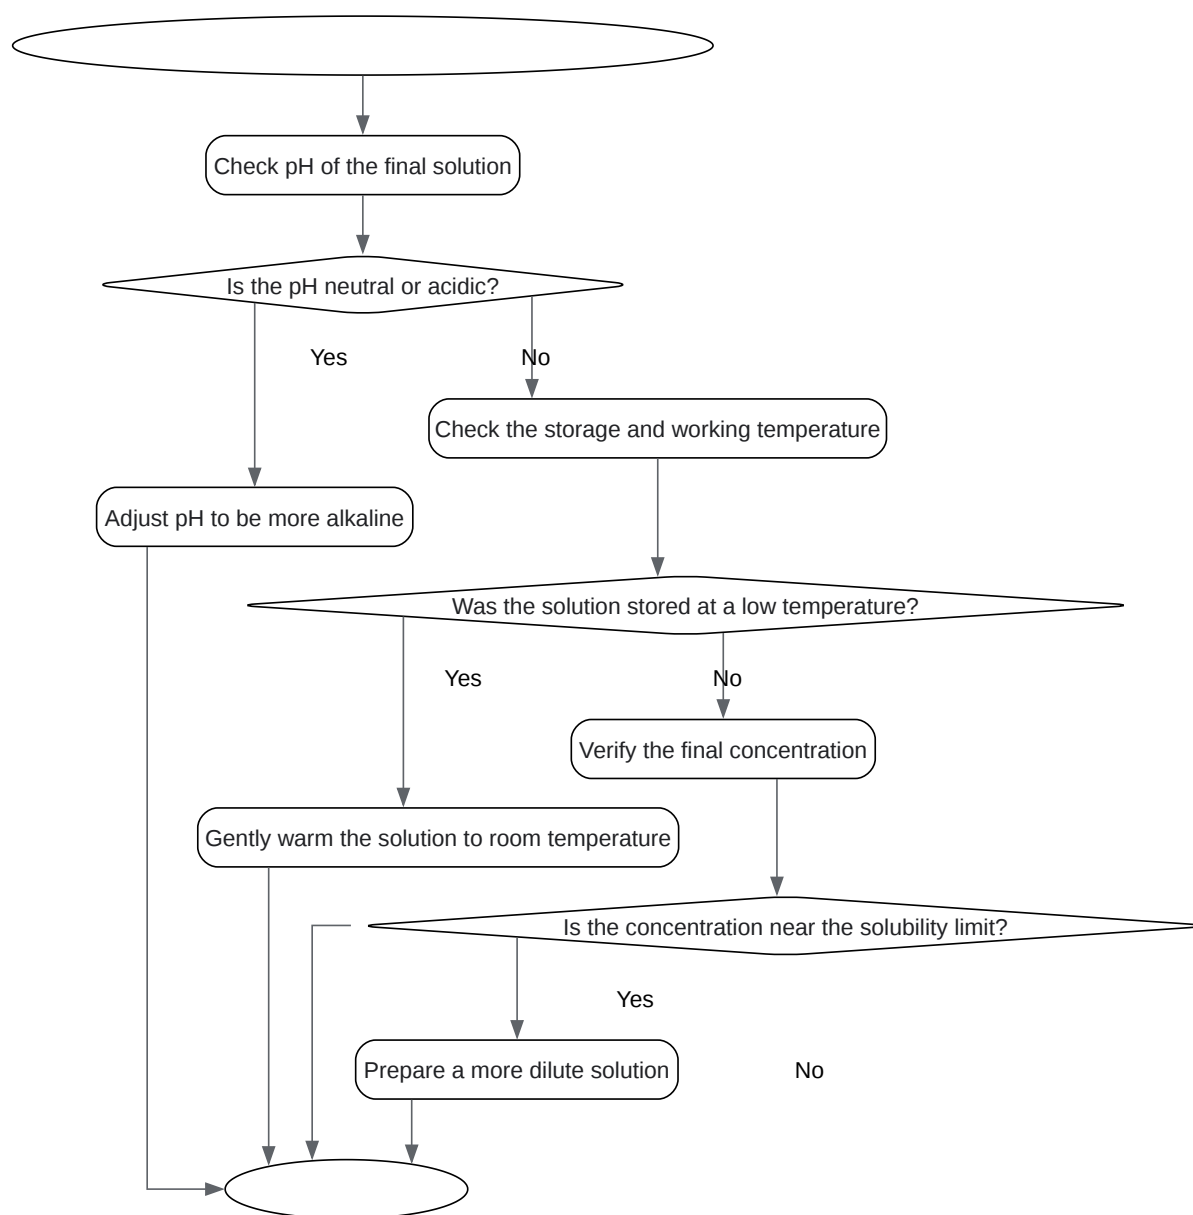 Check pH of the final solution
Is the pH neutral or acidic?
Yes
No
Check the storage and working temperature
Adjust pH to be more alkaline
Was the solution stored at a low temperature?
Yes
No
Verify the final concentration
Gently warm the solution to room temperature
Is the concentration near the solubility limit?
Yes
Prepare a more dilute solution
No